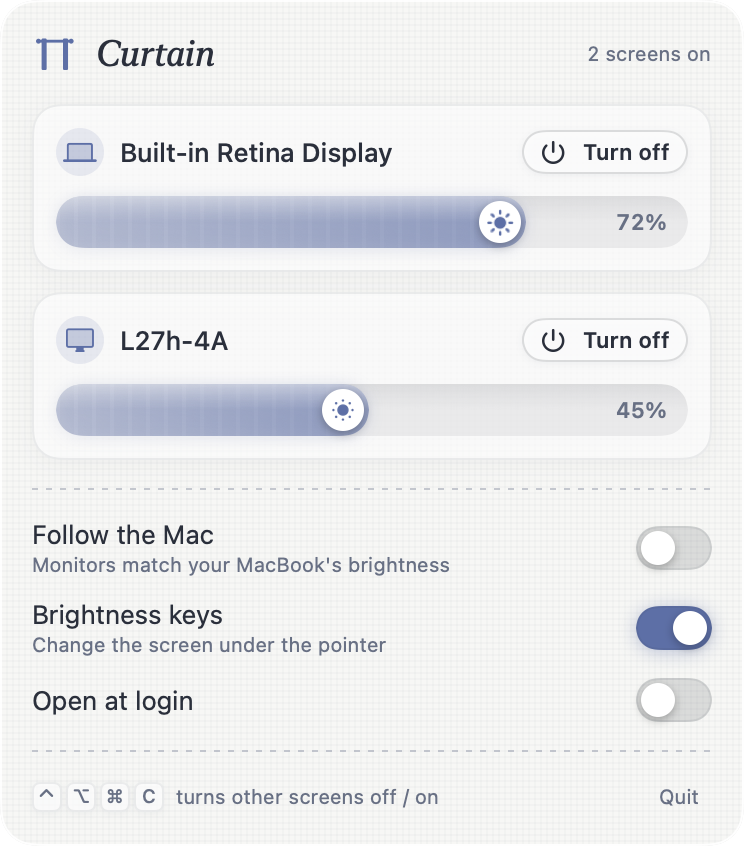 Curtain
2 screens on
Built-in Retina Display
Turn off
72%
L27h-4A
Turn off
45%
Follow the Mac
Monitors match your MacBook's brightness
Brightness keys
Change the screen under the pointer
Open at login
⌃ ⌥ ⌘ C turns other screens off / on
Quit